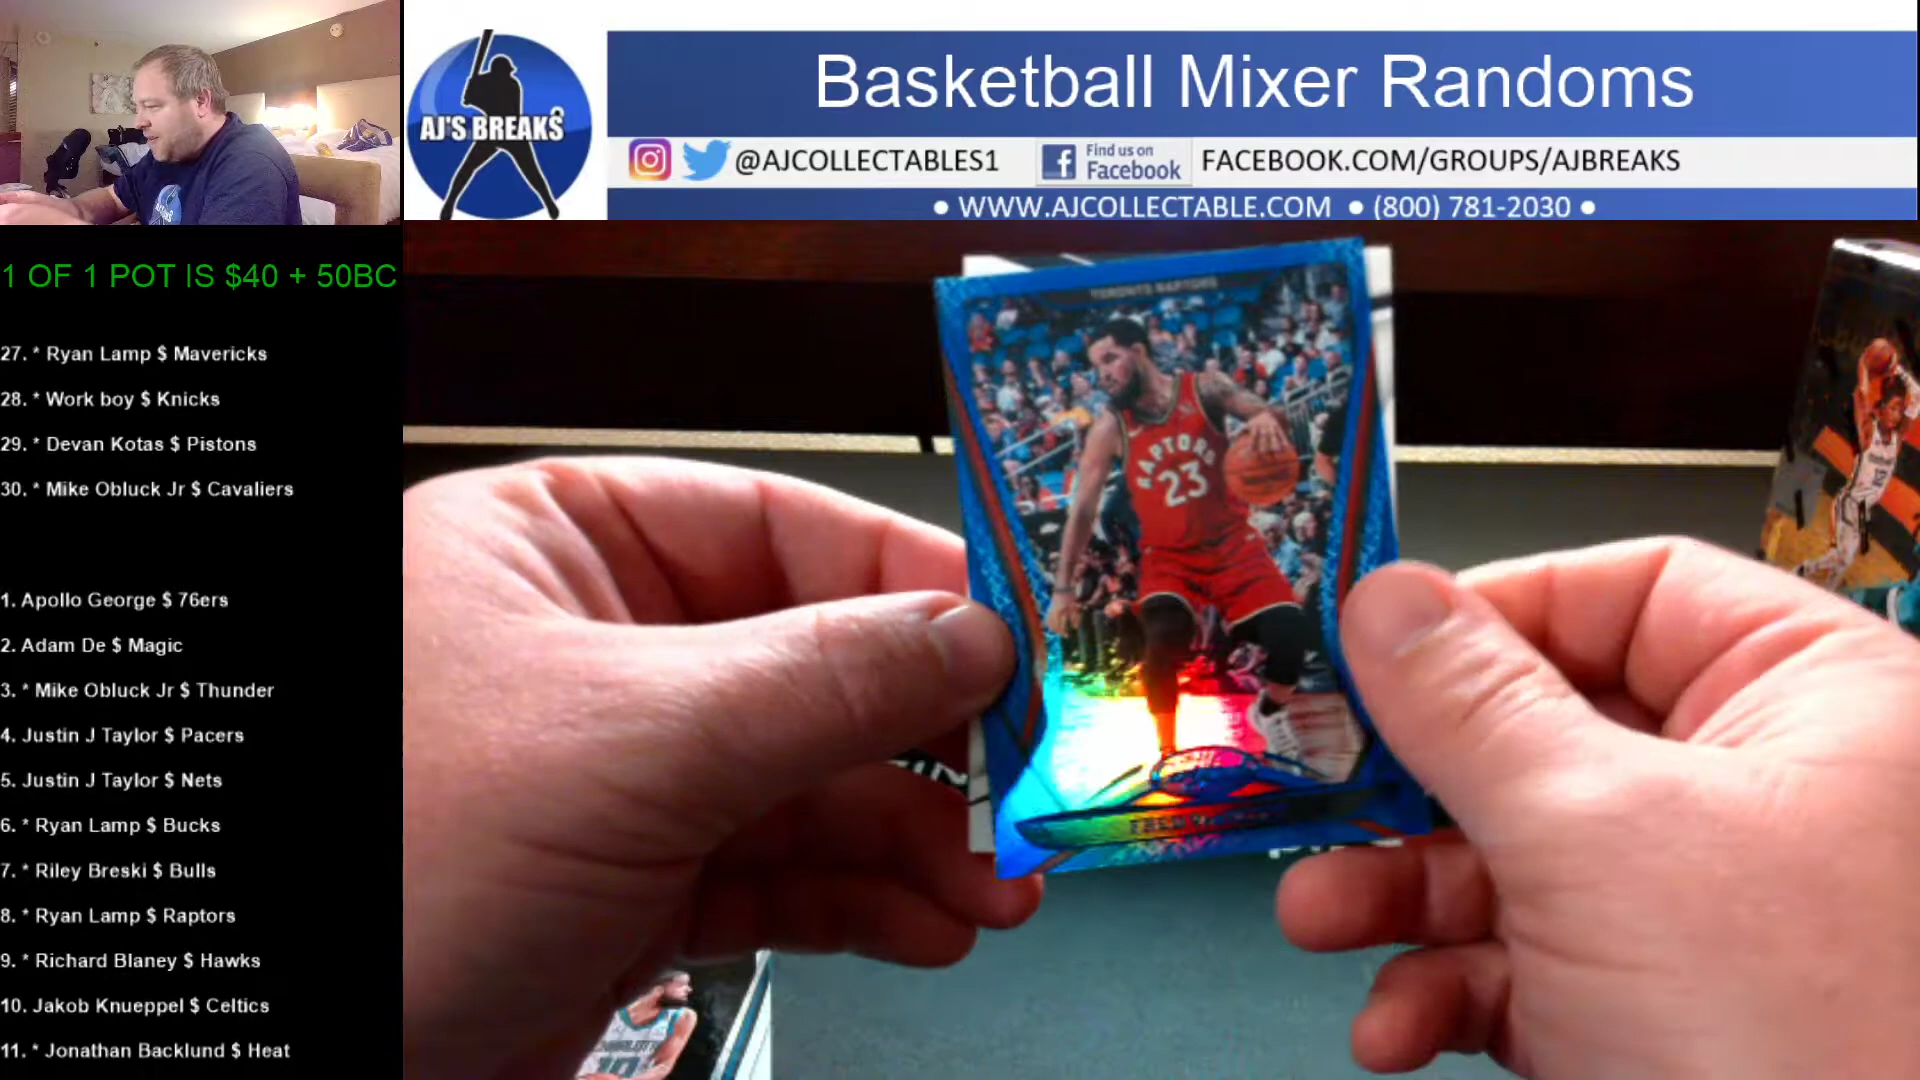 AJ'S BREAKS
Basketball Mixer Randoms
@AJCOLLECTABLES1
Find us on
Facebook
FACEBOOK.COM/GROUPS/AJBREAKS
• WWW.AJCOLLECTABLE.COM • (800) 781-2030 •
1 OF 1 POT IS $40 + 50BC
27. * Ryan Lamp $ Mavericks
28. * Work boy $ Knicks
29. * Devan Kotas $ Pistons
30. * Mike Obluck Jr $ Cavaliers
1. Apollo George $ 76ers
2. Adam De $ Magic
3. * Mike Obluck Jr $ Thunder
4. Justin J Taylor $ Pacers
5. Justin J Taylor $ Nets
6. * Ryan Lamp $ Bucks
7. * Riley Breski $ Bulls
8. * Ryan Lamp $ Raptors
9. * Richard Blaney $ Hawks
10. Jakob Knueppel $ Celtics
11. * Jonathan Backlund $ Heat
TORONTO RAPTORS
RAPTORS
23